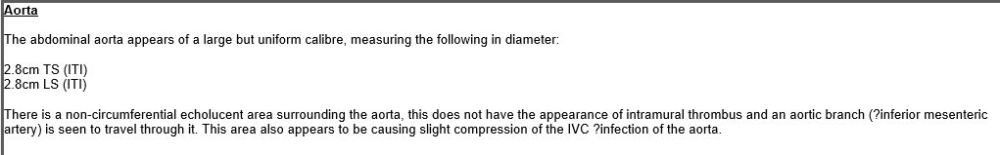 Aorta
The abdominal aorta appears of a large but uniform calibre, measuring the following in diameter:
2.8cm TS (ITI)
2.8cm LS (ITI)
There is a non-circumferential echolucent area surrounding the aorta, this does not have the appearance of intramural thrombus and an aortic branch (?inferior mesenteric
artery) is seen to travel through it. This area also appears to be causing slight compression of the IVC ?infection of the aorta.